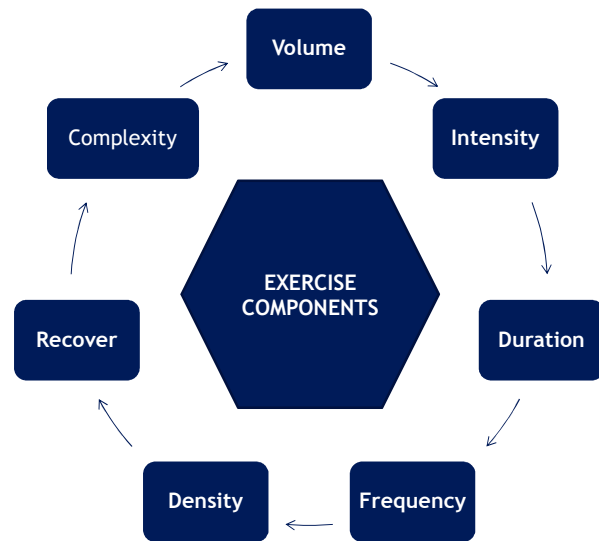 Volume
Intensity
Duration
Frequency
Density
Recover
Complexity
EXERCISE
COMPONENTS